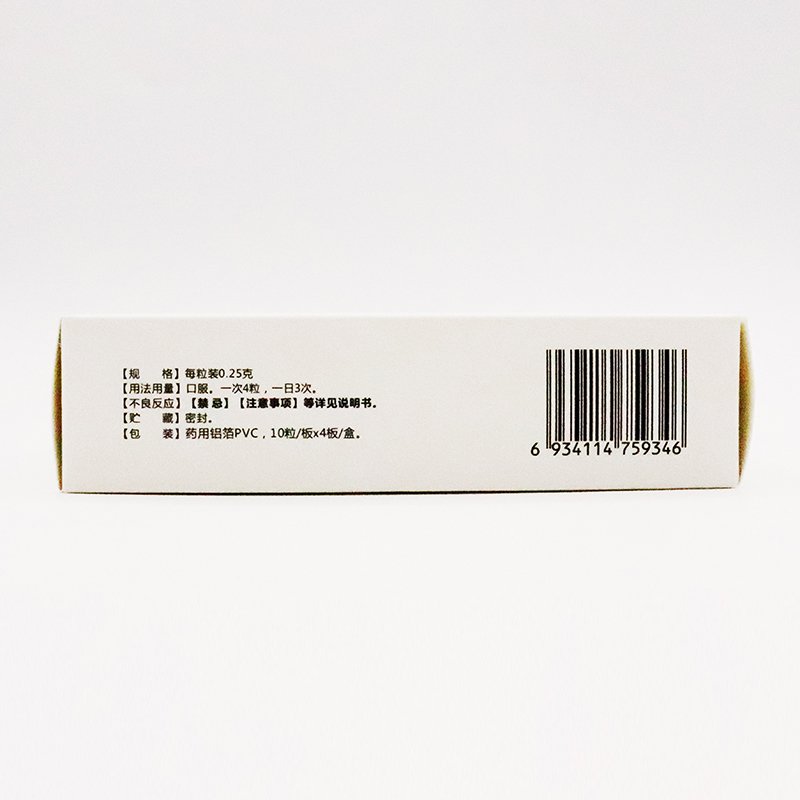 【规 格】每粒装0.25克
【用法用量】口服。一次4粒，一日3次。
【不良反应】【禁忌】【注意事项】等详见说明书。
【贮 藏】密封。
【包 装】药用铝箔PVC，10粒/板x4板/盒。
6 934114 759346